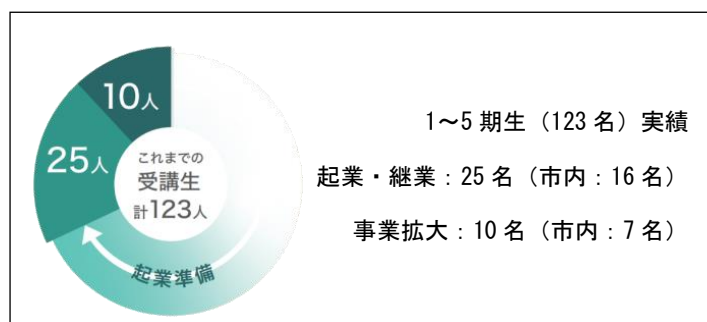 10人
25人
これまでの
受講生
計123人
起業準備
1～5期生（123名）実績
起業・継業：25名（市内：16名）
事業拡大：10名（市内：7名）